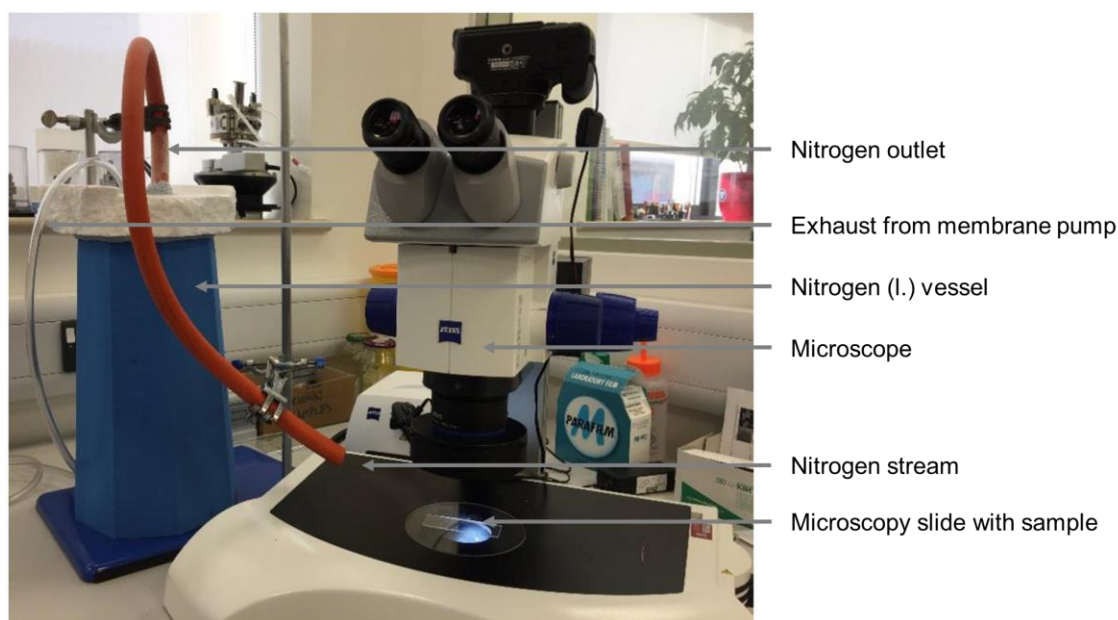 Nitrogen outlet
Exhaust from membrane pump
Nitrogen (l.) vessel
Microscope
Nitrogen stream
Microscopy slide with sample
ZEISS
LABORATORY FILM
PARAFILM
M
SAMPLES